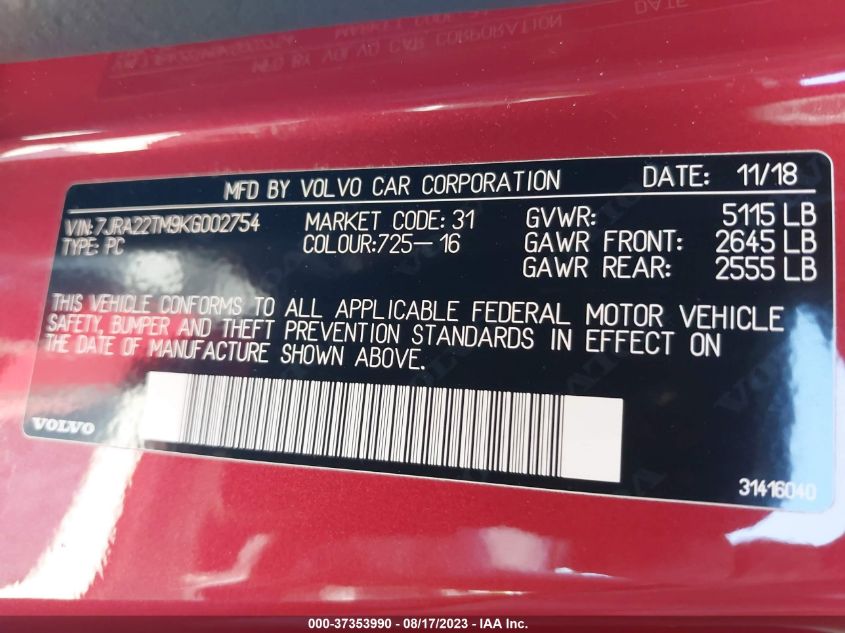 MFD BY VOLVO CAR CORPORATION DATE: 11/18
VIN:7JRA22TM9KG002754 MARKET CODE: 31 GVWR: 5115 LB
TYPE: PC COLOUR:725-16 GAWR FRONT: 2645 LB
GAWR REAR: 2555 LB
THIS VEHICLE CONFORMS TO ALL APPLICABLE FEDERAL MOTOR VEHICLE
SAFETY, BUMPER AND THEFT PREVENTION STANDARDS IN EFFECT ON
THE DATE OF MANUFACTURE SHOWN ABOVE.
VOLVO
31416040
000-37353990 - 08/17/2023 - IAA Inc.